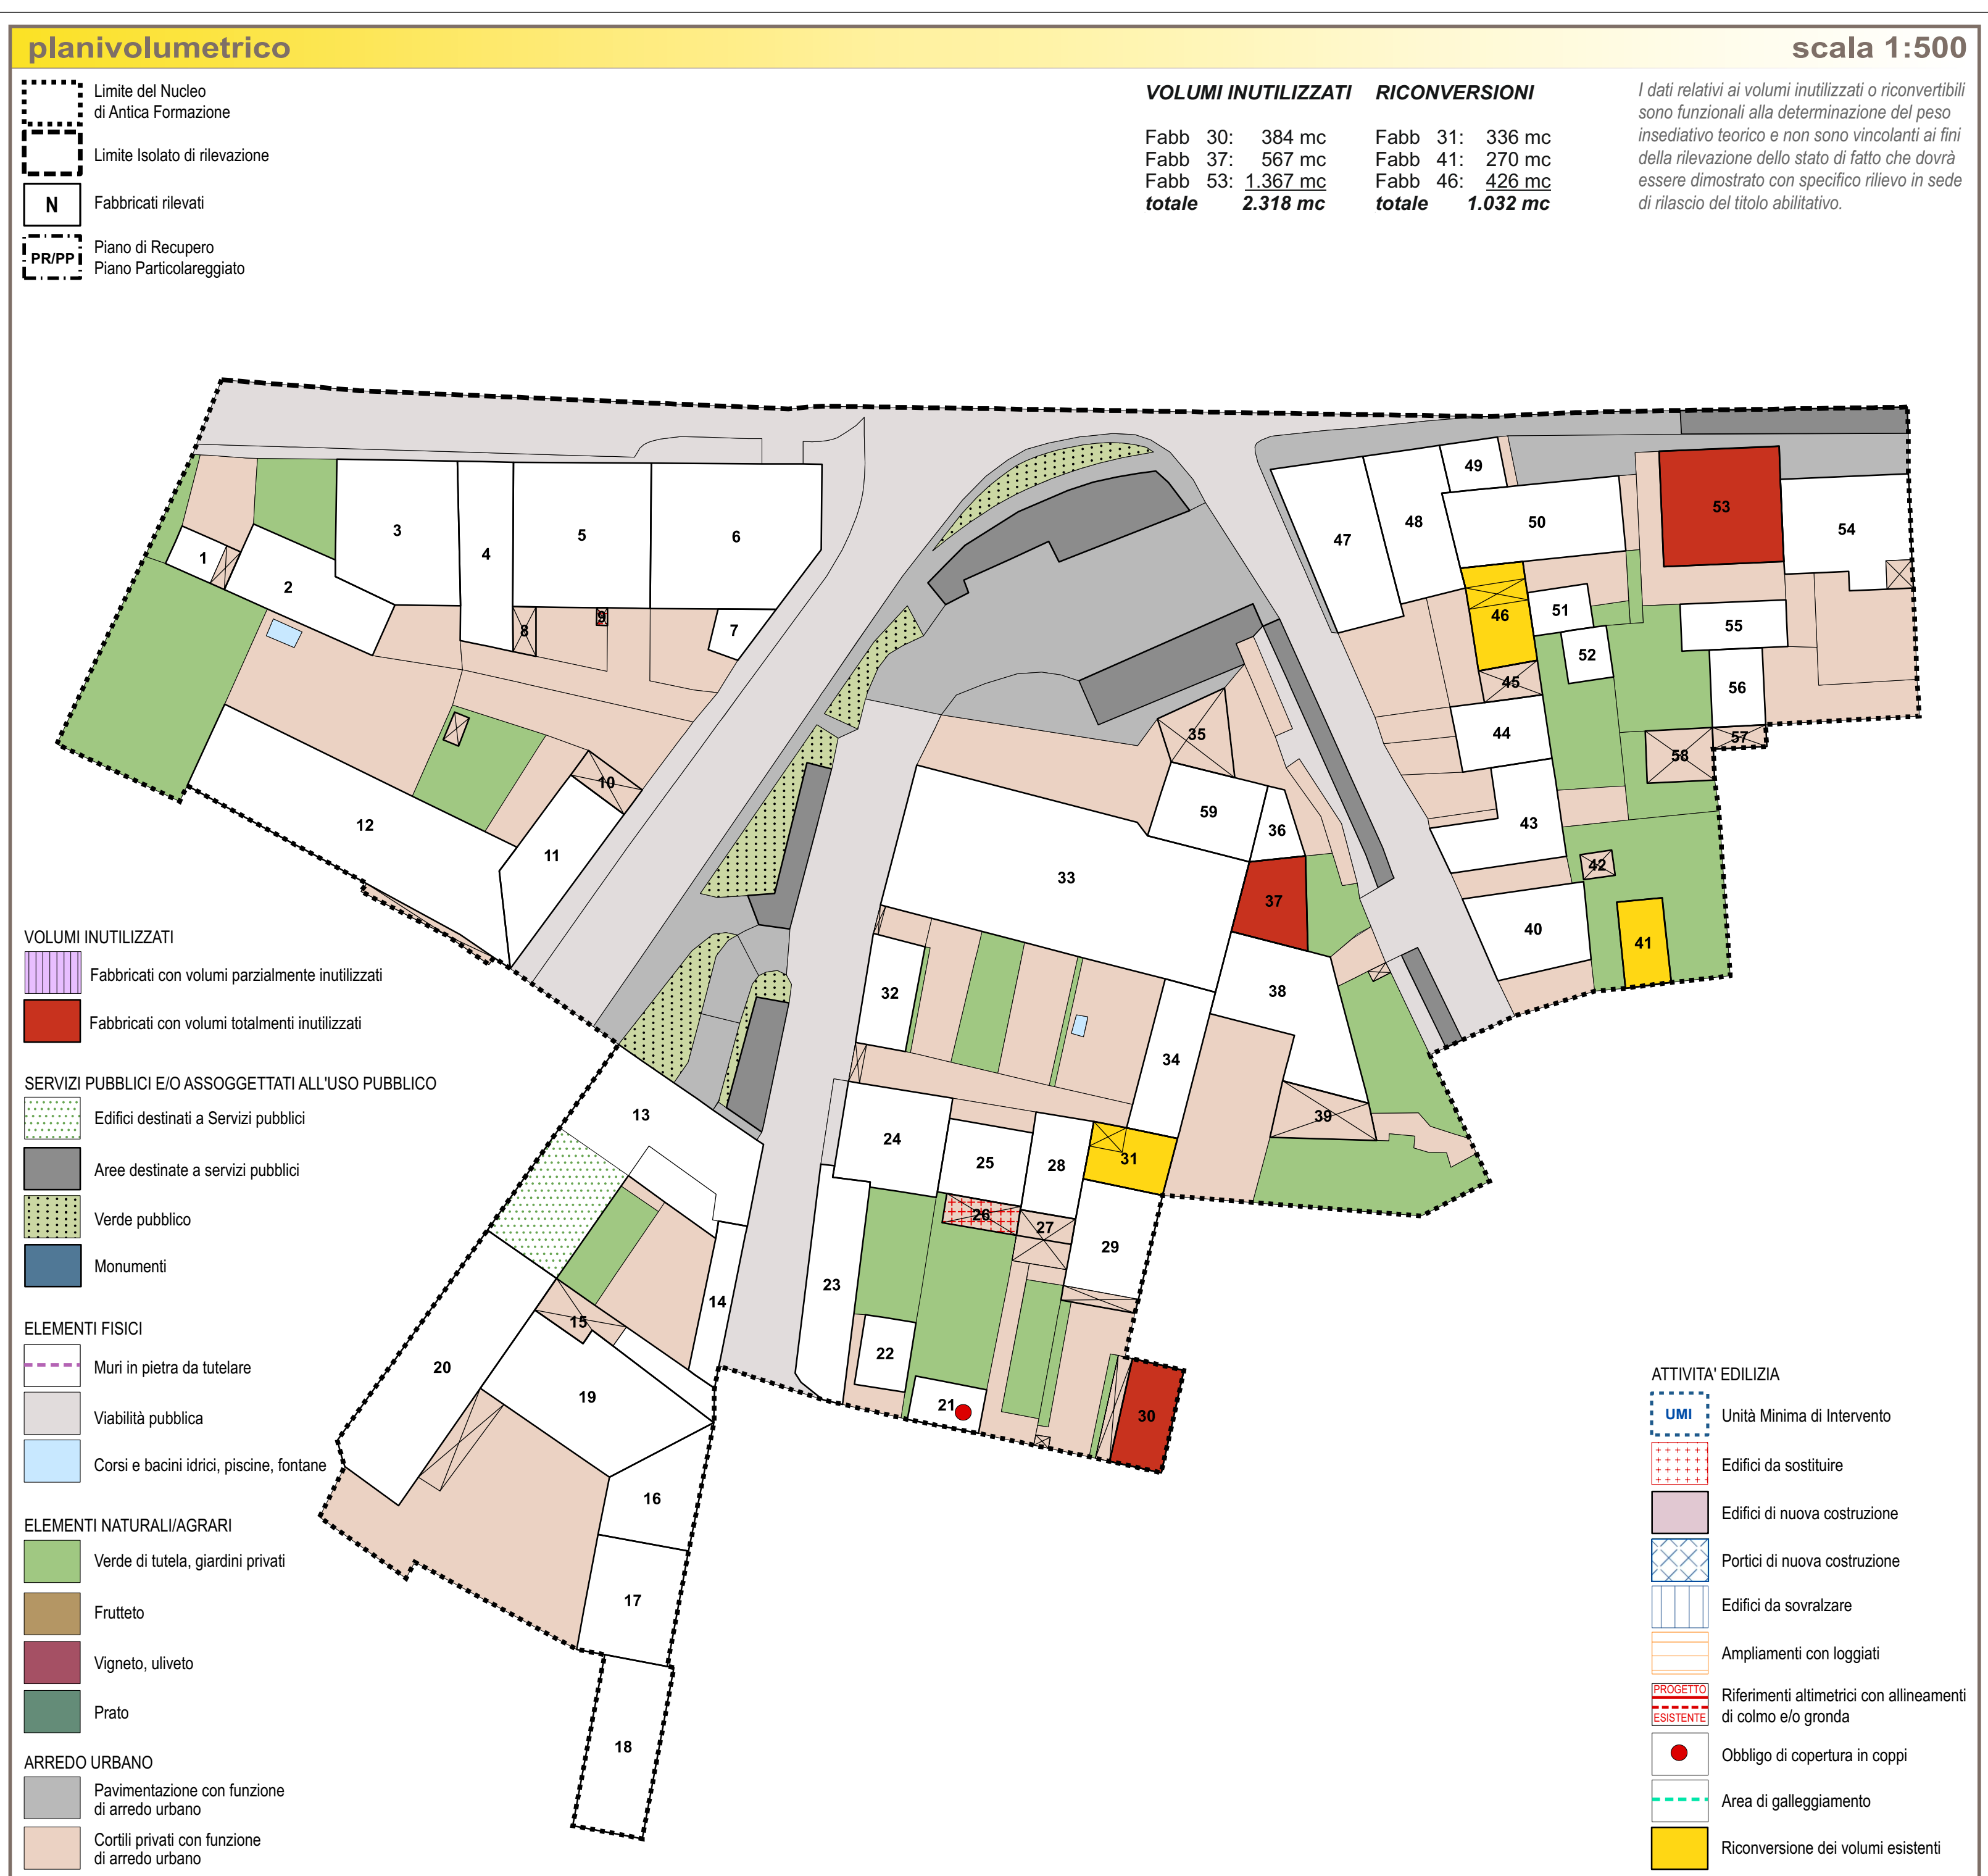 planivolumetrico scala 1:500
Limite del Nucleo
di Antica Formazione
Limite Isolato di rilevazione
N Fabbricati rilevati
PR/PP Piano di Recupero
Piano Particolareggiato
VOLUMI INUTILIZZATI RICONVERSIONI
Fabb 30: 384 mc Fabb 31: 336 mc
Fabb 37: 567 mc Fabb 41: 270 mc
Fabb 53: 1.367 mc Fabb 46: 426 mc
totale 2.318 mc totale 1.032 mc
I dati relativi ai volumi inutilizzati o riconvertibili
sono funzionali alla determinazione del peso
insediativo teorico e non sono vincolanti ai fini
della rilevazione dello stato di fatto che dovrà
essere dimostrato con specifico rilievo in sede
di rilascio del titolo abilitativo.
1
2
3
4
5
6
7
8
9
10
11
12
13
14
15
16
17
18
19
20
21
22
23
24
25
26
27
28
29
30
31
32
33
34
35
36
37
38
39
40
41
42
43
44
45
46
47
48
49
50
51
52
53
54
55
56
57
58
59
VOLUMI INUTILIZZATI
Fabbricati con volumi parzialmente inutilizzati
Fabbricati con volumi totalmenti inutilizzati
SERVIZI PUBBLICI E/O ASSOGGETTATI ALL'USO PUBBLICO
Edifici destinati a Servizi pubblici
Aree destinate a servizi pubblici
Verde pubblico
Monumenti
ELEMENTI FISICI
Muri in pietra da tutelare
Viabilità pubblica
Corsi e bacini idrici, piscine, fontane
ELEMENTI NATURALI/AGRARI
Verde di tutela, giardini privati
Frutteto
Vigneto, uliveto
Prato
ARREDO URBANO
Pavimentazione con funzione
di arredo urbano
Cortili privati con funzione
di arredo urbano
ATTIVITA' EDILIZIA
UMI Unità Minima di Intervento
Edifici da sostituire
Edifici di nuova costruzione
Portici di nuova costruzione
Edifici da sovralzare
Ampliamenti con loggiati
PROGETTO Riferimenti altimetrici con allineamenti
ESISTENTE di colmo e/o gronda
Obbligo di copertura in coppi
Area di galleggiamento
Riconversione dei volumi esistenti